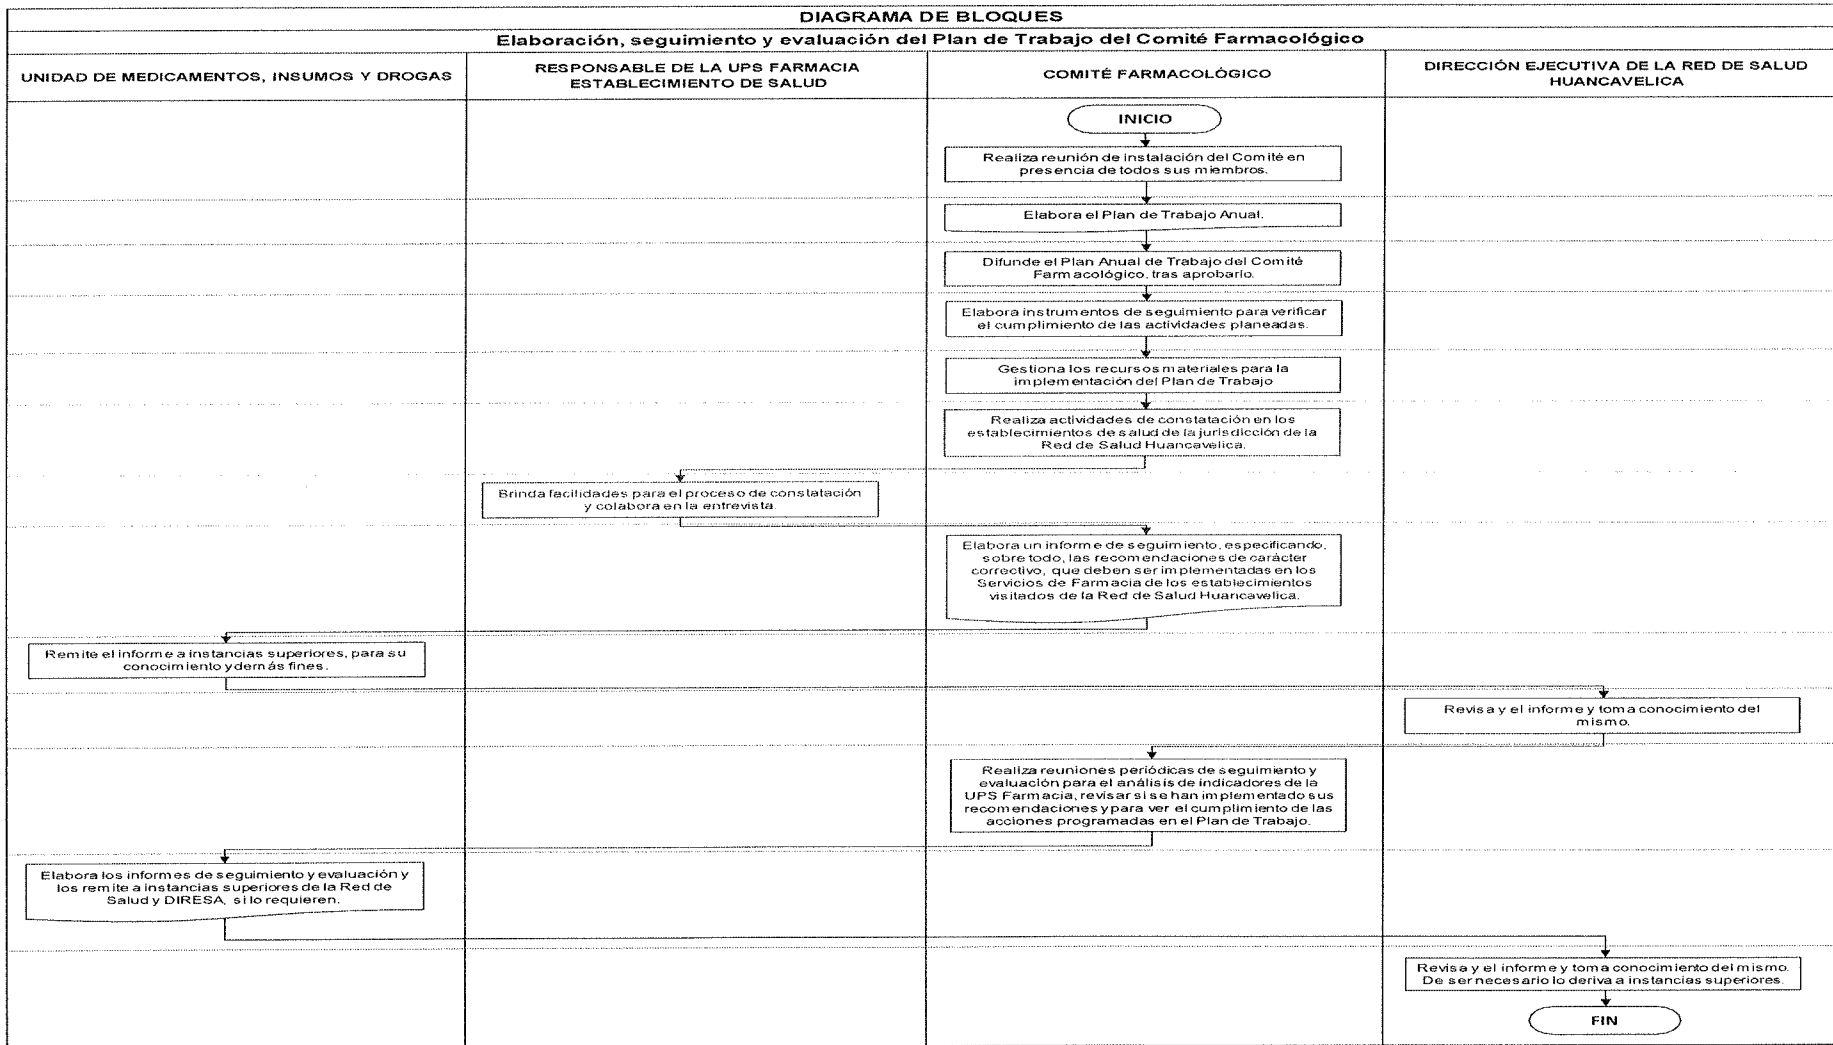 DIAGRAMA DE BLOQUES
Elaboración, seguimiento y evaluación del Plan de Trabajo del Comité Farmacológico
UNIDAD DE MEDICAMENTOS, INSUMOS Y DROGAS
RESPONSABLE DE LA UPS FARMACIA
ESTABLECIMIENTO DE SALUD
COMITÉ FARMACOLÓGICO
DIRECCIÓN EJECUTIVA DE LA RED DE SALUD
HUANCAVELICA
INICIO
Realiza reunión de instalación del Comité en
presencia de todos sus miembros.
Elabora el Plan de Trabajo Anual.
Difunde el Plan Anual de Trabajo del Comité
Farmacológico, tras aprobarlo.
Elabora instrumentos de seguimiento para verificar
el cumplimiento de las actividades planeadas.
Gestiona los recursos materiales para la
implementación del Plan de Trabajo
Realiza actividades de constatación en los
establecimientos de salud de la jurisdicción de la
Red de Salud Huancavelica.
Brinda facilidades para el proceso de constatación
y colabora en la entrevista.
Elabora un informe de seguimiento, especificando,
sobre todo, las recomendaciones de carácter
correctivo, que deben ser implementadas en los
Servicios de Farmacia de los establecimientos
visitados de la Red de Salud Huancavelica.
Remite el informe a instancias superiores, para su
conocimiento y demás fines.
Revisa y el informe y toma conocimiento del
mismo.
Realiza reuniones periódicas de seguimiento y
evaluación para el análisis de indicadores de la
UPS Farmacia, revisar si se han implementado sus
recomendaciones y para ver el cumplimiento de las
acciones programadas en el Plan de Trabajo.
Elabora los informes de seguimiento y evaluación y
los remite a instancias superiores de la Red de
Salud y DIRESA, si lo requieren.
Revisa y el informe y toma conocimiento del mismo.
De ser necesario lo deriva a instancias superiores.
FIN